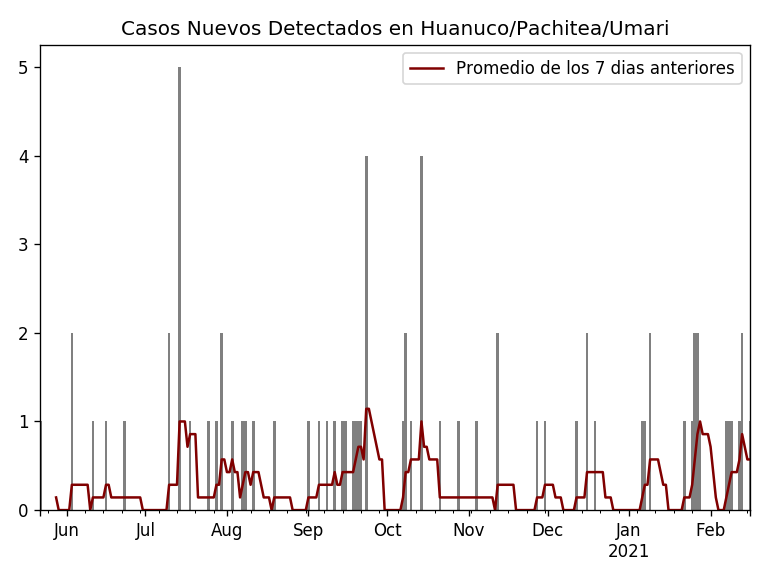 Casos Nuevos Detectados en Huanuco/Pachitea/Umari
Promedio de los 7 dias anteriores
5
4
3
2
1
0
Jun Jul Aug Sep Oct Nov Dec Jan Feb
2021